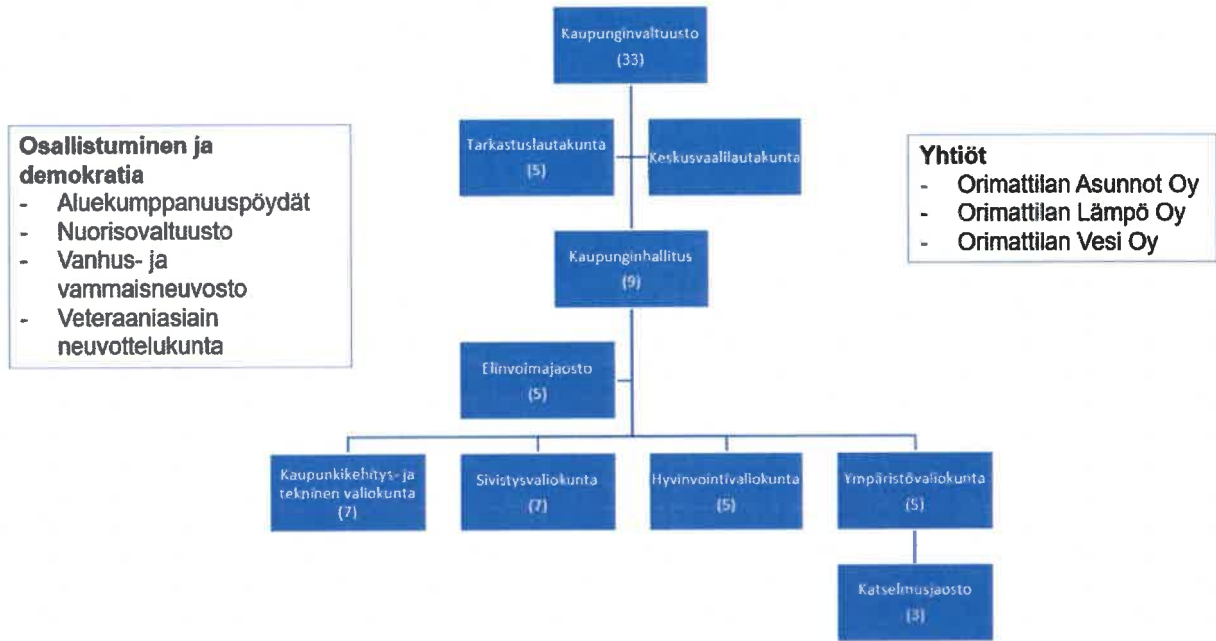 Kaupunginvaltuusto
(33)
Tarkastuslautakunta
(5)
Keskusvaalilautakunta
Osallistuminen ja
demokratia
- Aluekumppanuuspöydät
- Nuorisovaltuusto
- Vanhus- ja
vammaisneuvosto
- Veteraaniasiain
neuvottelukunta
Yhtiöt
- Orimattilan Asunnot Oy
- Orimattilan Lämpö Oy
- Orimattilan Vesi Oy
Kaupunginhallitus
(9)
Elinvoimajaosto
(5)
Kaupunkikehitys- ja
tekninen valiokunta
(7)
Sivistysvaliokunta
(7)
Hyvinvointivaliokunta
(5)
Ympäristövaliokunta
(5)
Katselmusjaosto
(3)